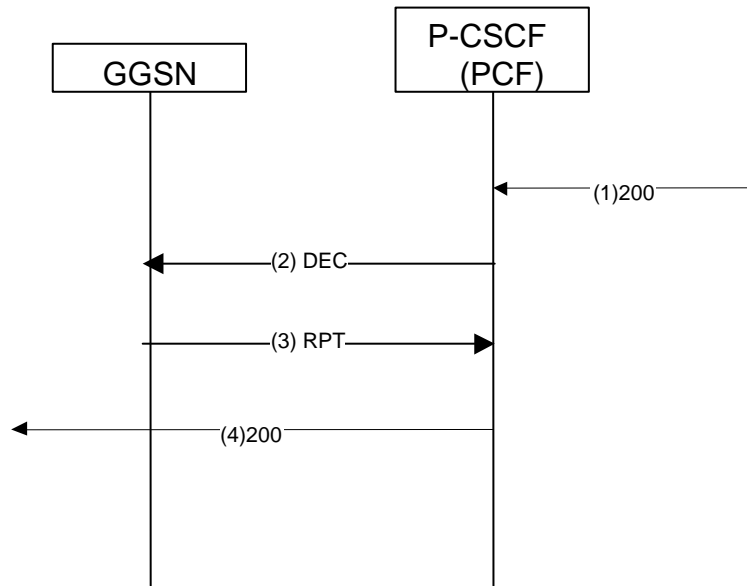 GGSN
P-CSCF
(PCF)
(1)200
(2) DEC
(3) RPT
(4)200